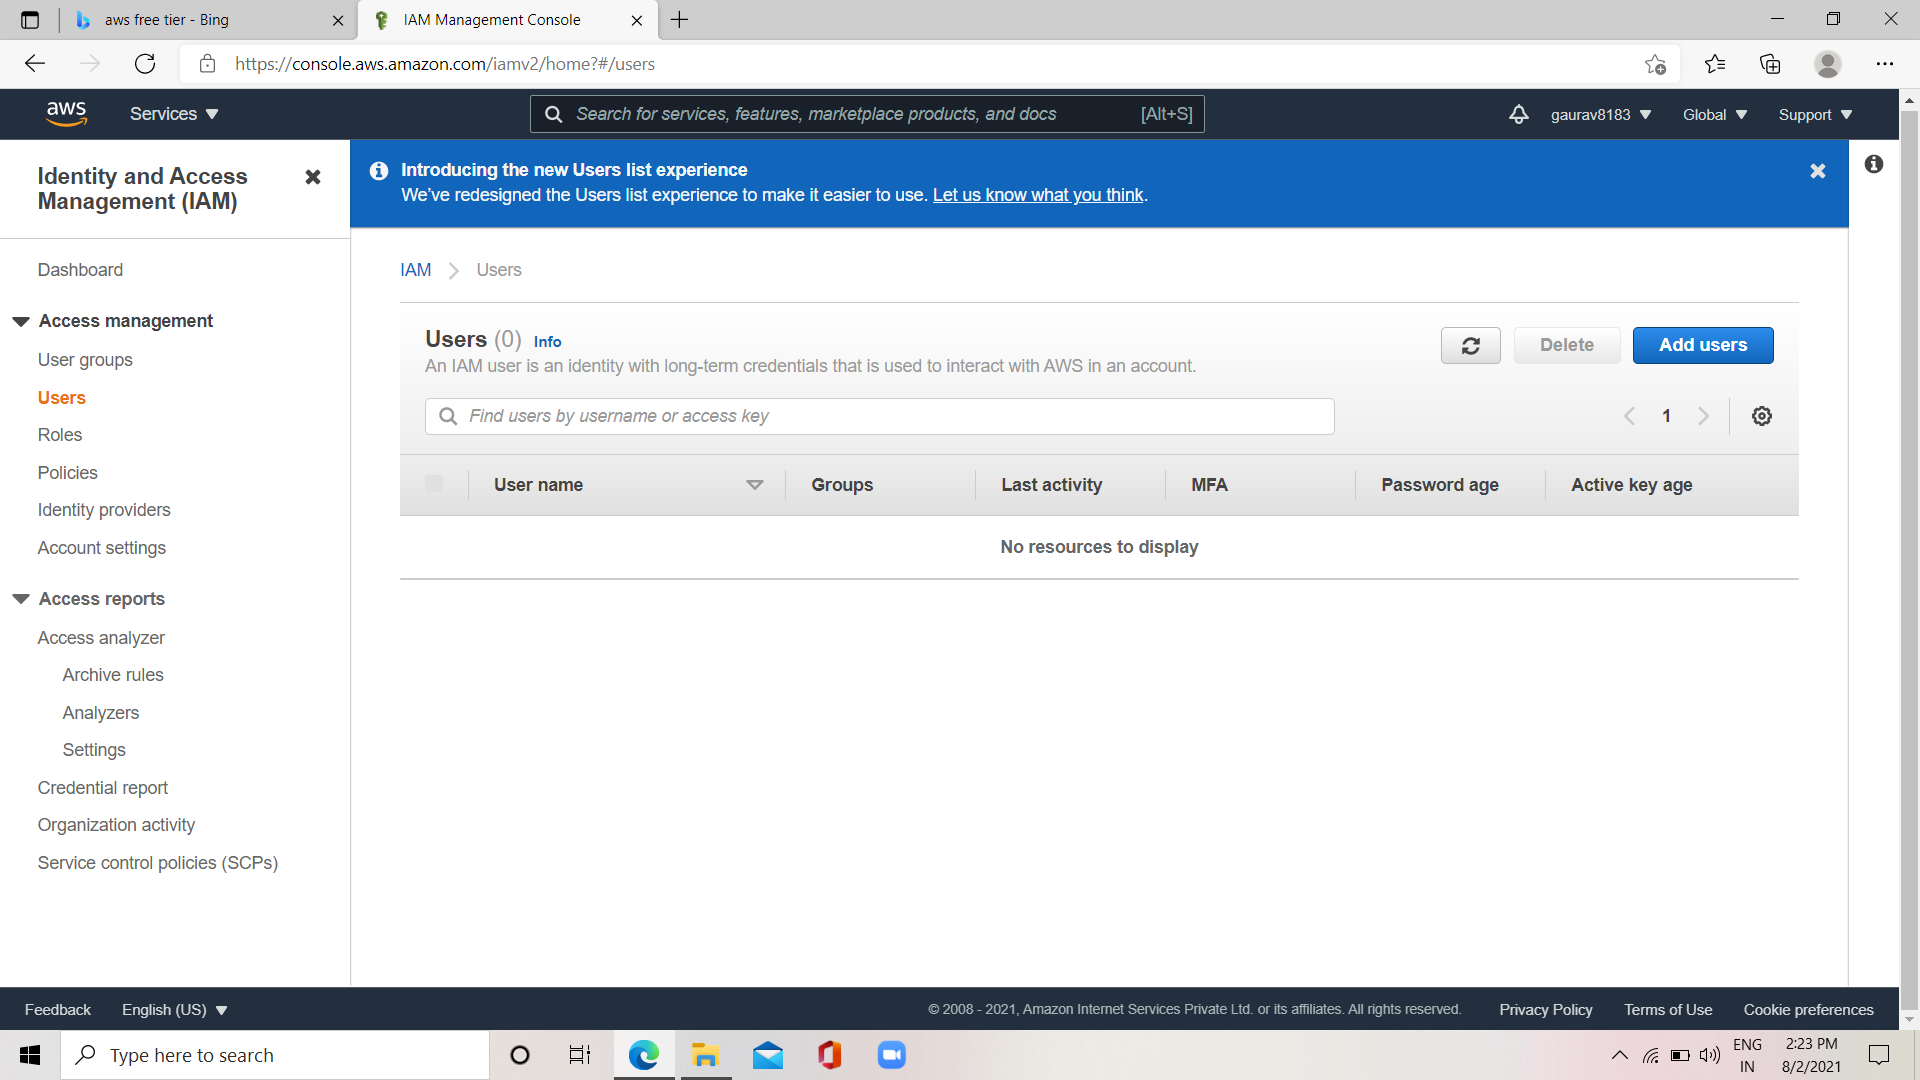 aws free tier - Bing
IAM Management Console
https://console.aws.amazon.com/iamv2/home?#/users
aws
Services
Search for services, features, marketplace products, and docs [Alt+S]
gaurav8183
Global
Support
Identity and Access
Management (IAM)
Introducing the new Users list experience
We've redesigned the Users list experience to make it easier to use. Let us know what you think.
Dashboard
Access management
User groups
Users
Roles
Policies
Identity providers
Account settings
Access reports
Access analyzer
Archive rules
Analyzers
Settings
Credential report
Organization activity
Service control policies (SCPs)
IAM > Users
Users (0) Info
An IAM user is an identity with long-term credentials that is used to interact with AWS in an account.
Delete
Add users
Find users by username or access key
1
User name Groups Last activity MFA Password age Active key age
No resources to display
Feedback English (US)
© 2008 - 2021, Amazon Internet Services Private Ltd. or its affiliates. All rights reserved. Privacy Policy Terms of Use Cookie preferences
Type here to search
ENG
IN
2:23 PM
8/2/2021